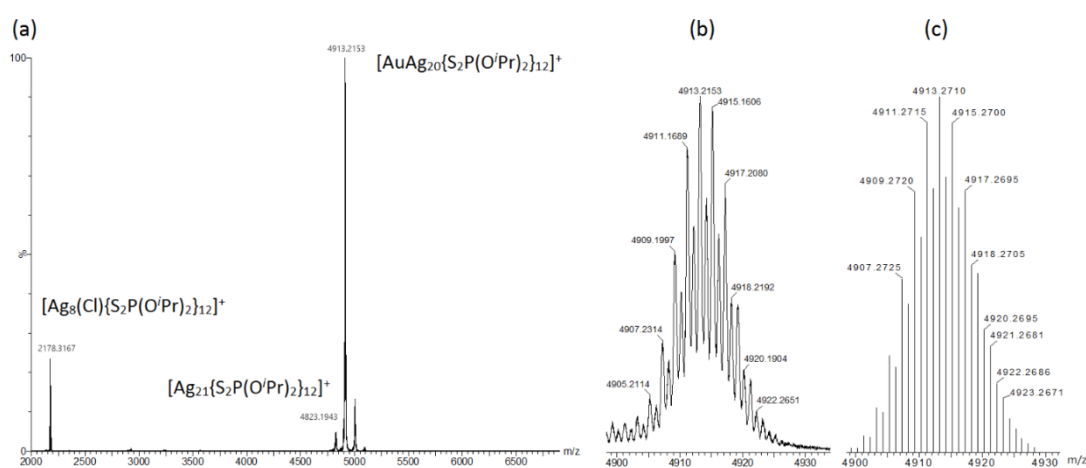 (a)
(b)
(c)
4913.2153
100
[AuAg₂₀{S₂P(OⁱPr)₂}₁₂]⁺
%
[Ag₈(Cl){S₂P(OⁱPr)₂}₁₂]⁺
2178.3167
[Ag₂₁{S₂P(OⁱPr)₂}₁₂]⁺
4823.1943
0
2000 2500 3000 3500 4000 4500 5000 5500 6000 6500 m/z
4913.2153
4915.1606
4911.1689
4917.2080
4909.1997
4918.2192
4907.2314
4920.1904
4905.2114
4922.2651
4900 4910 4920 4930
4913.2710
4911.2715 4915.2700
4909.2720 4917.2695
4918.2705
4907.2725
4920.2695
4921.2681
4922.2686
4923.2671
4900 4910 4920 4930 m/z